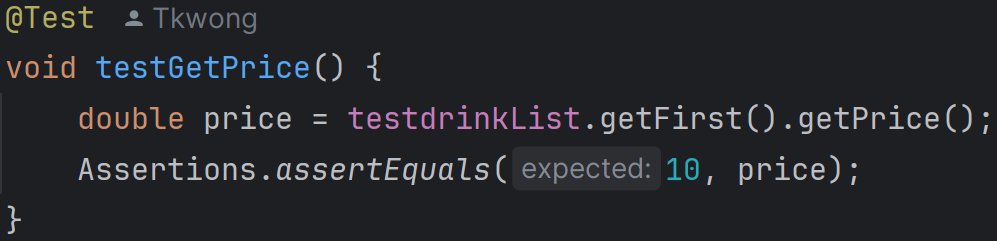 @Test Tkwong
void testGetPrice() {
    double price = testdrinkList.getFirst().getPrice();
    Assertions.assertEquals( expected: 10, price);
}